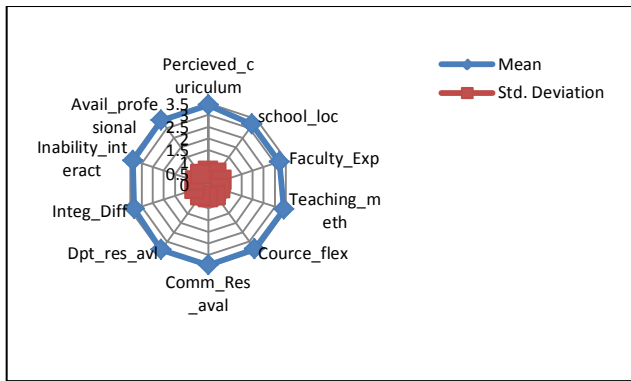 Percieved_c
uriculum
school_loc
Faculty_Exp
Teaching_m
eth
Cource_flex
Comm_Res
_aval
Dpt_res_avl
Integ_Diff
Inability_int
eract
Avail_profe
esional
3.5
3
2.5
2
1.5
1
0.5
0
Mean
Std. Deviation